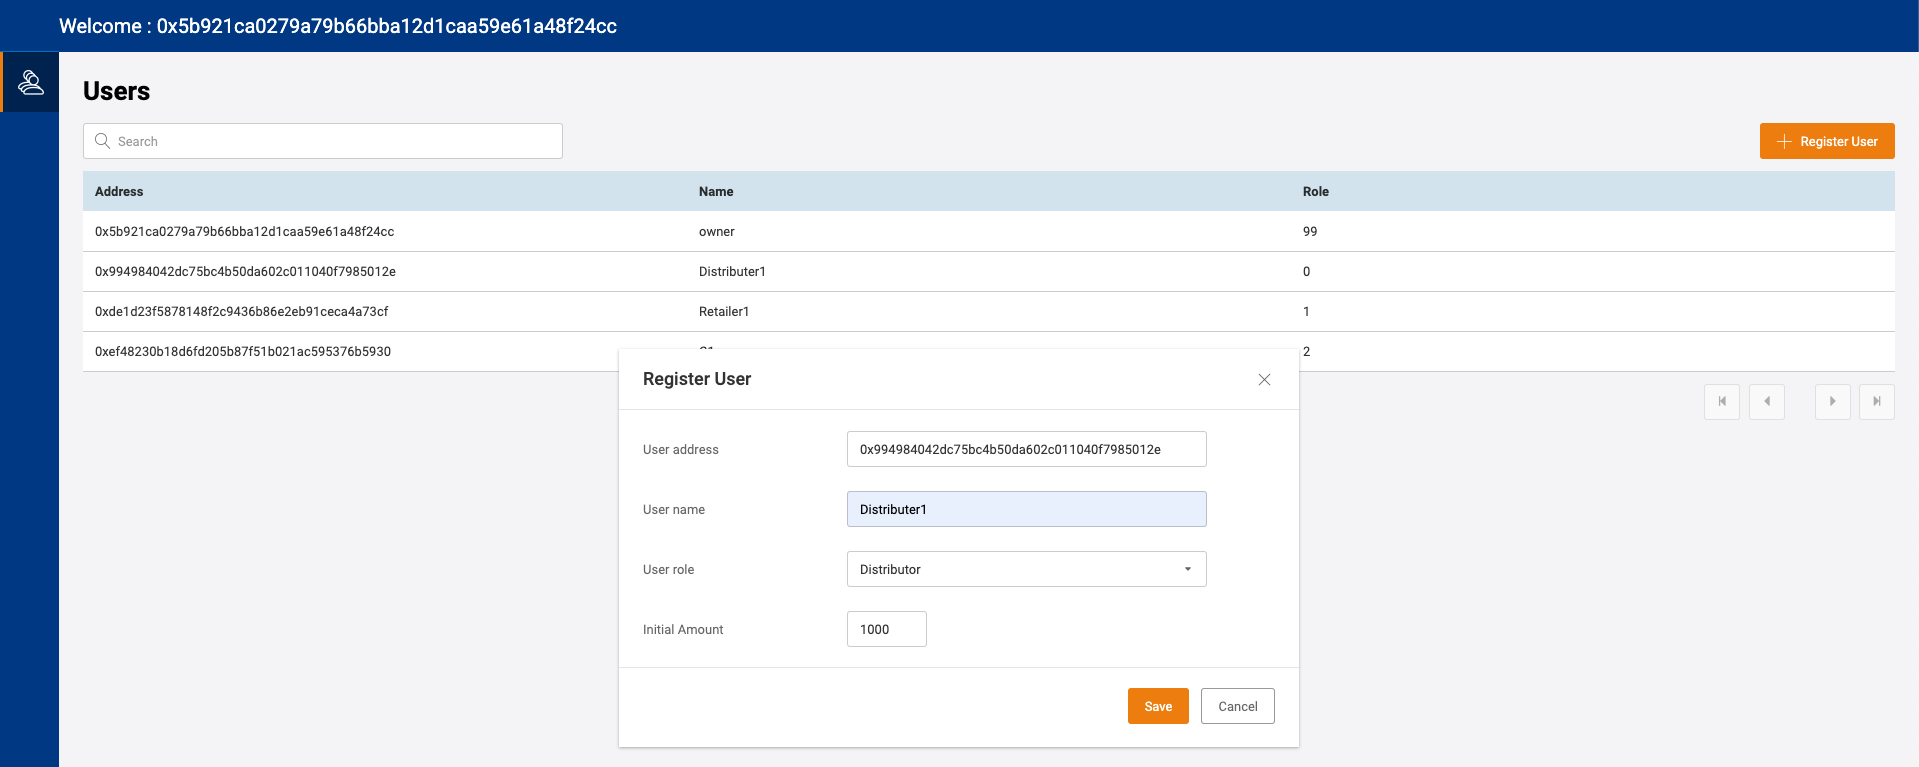 Welcome : 0x5b921ca0279a79b66bba12d1caa59e61a48f24cc
Users
Search
Register User
Address Name Role
0x5b921ca0279a79b66bba12d1caa59e61a48f24cc owner 99
0x994984042dc75bc4b50da602c011040f7985012e Distributer1 0
0xde1d23f5878148f2c9436b86e2eb91ceca4a73cf Retailer1 1
0xef48230b18d6fd205b87f51b021ac595376b5930 2
Register User
User address 0x994984042dc75bc4b50da602c011040f7985012e
User name Distributer1
User role Distributor
Initial Amount 1000
Save Cancel